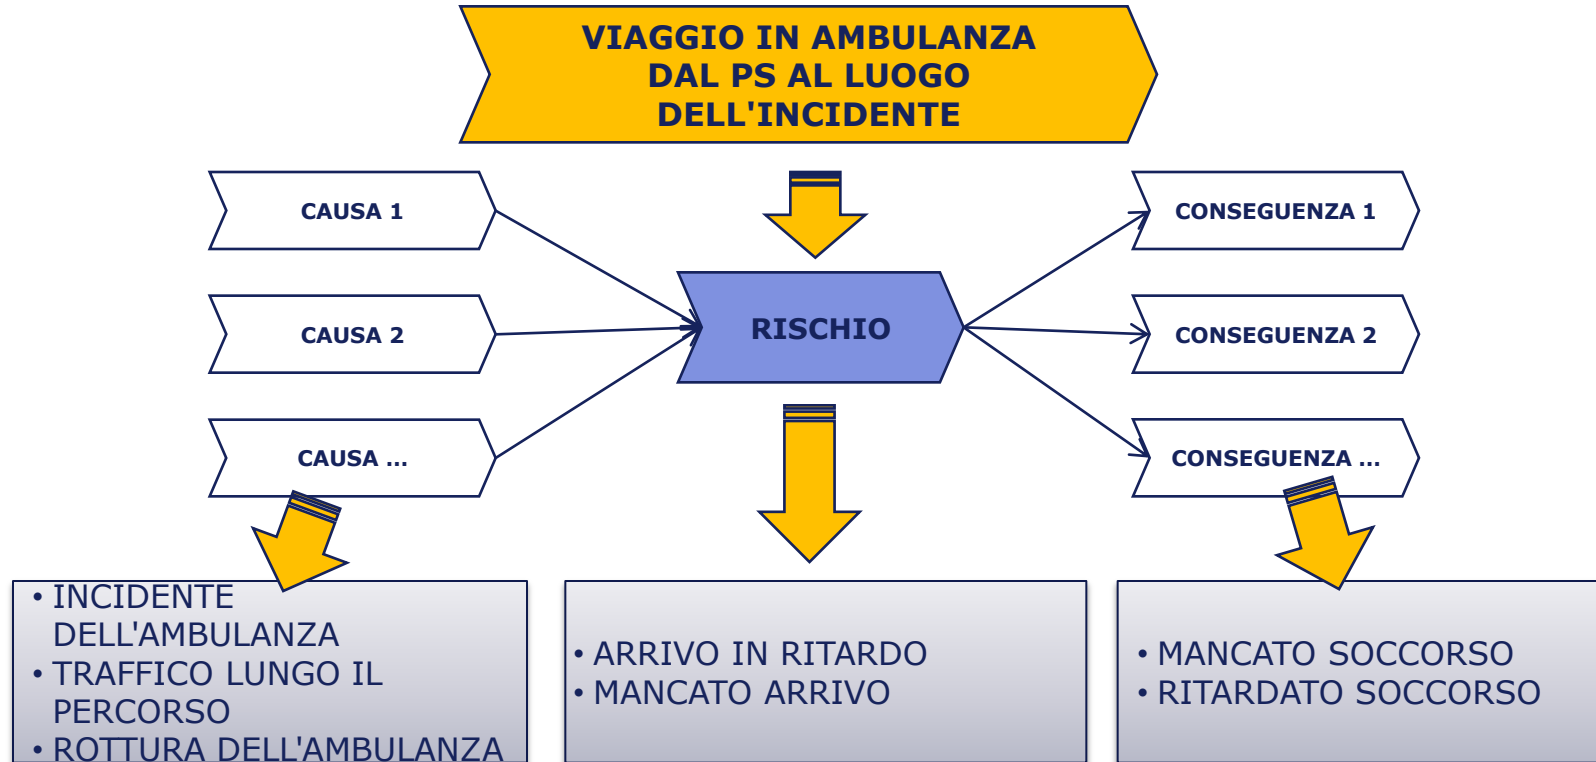 VIAGGIO IN AMBULANZA
DAL PS AL LUOGO
DELL'INCIDENTE
CAUSA 1
CONSEGUENZA 1
CAUSA 2
RISCHIO
CONSEGUENZA 2
CAUSA ...
CONSEGUENZA ...
• INCIDENTE
DELL'AMBULANZA
• TRAFFICO LUNGO IL
PERCORSO
• ROTTURA DELL'AMBULANZA
• ARRIVO IN RITARDO
• MANCATO ARRIVO
• MANCATO SOCCORSO
• RITARDATO SOCCORSO